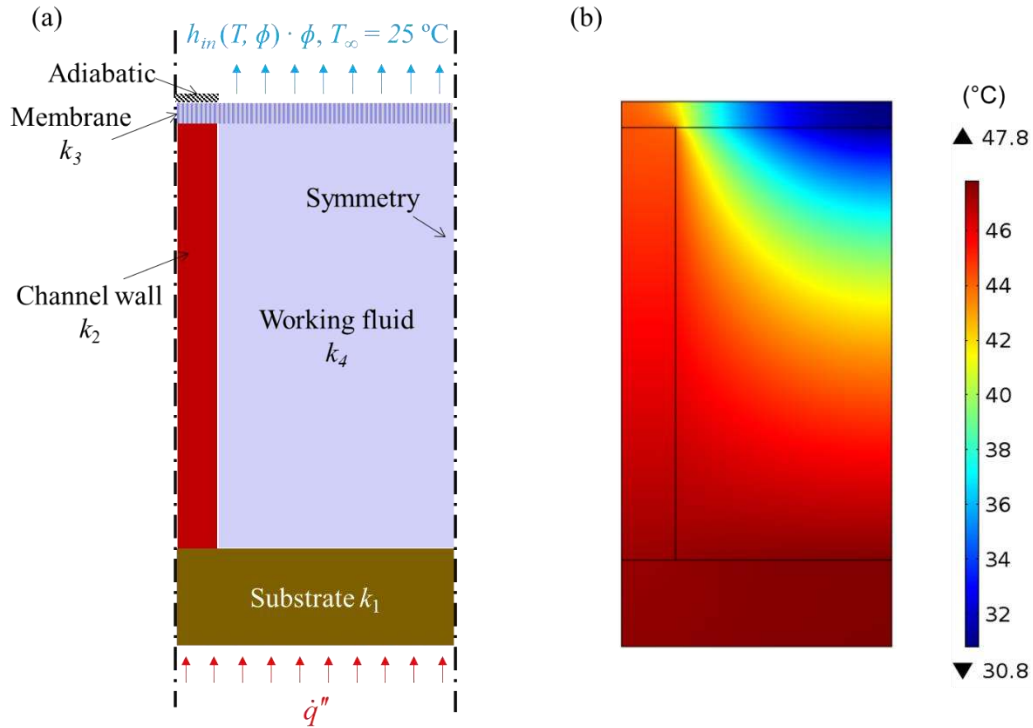 (a)
h_in(T, ϕ) · ϕ, T_∞ = 25 ºC
Adiabatic
Membrane
k_3
Symmetry
Channel wall
k_2
Working fluid
k_4
Substrate k_1
q̇″
(b)
(°C)
▲ 47.8
46
44
42
40
38
36
34
32
▼ 30.8